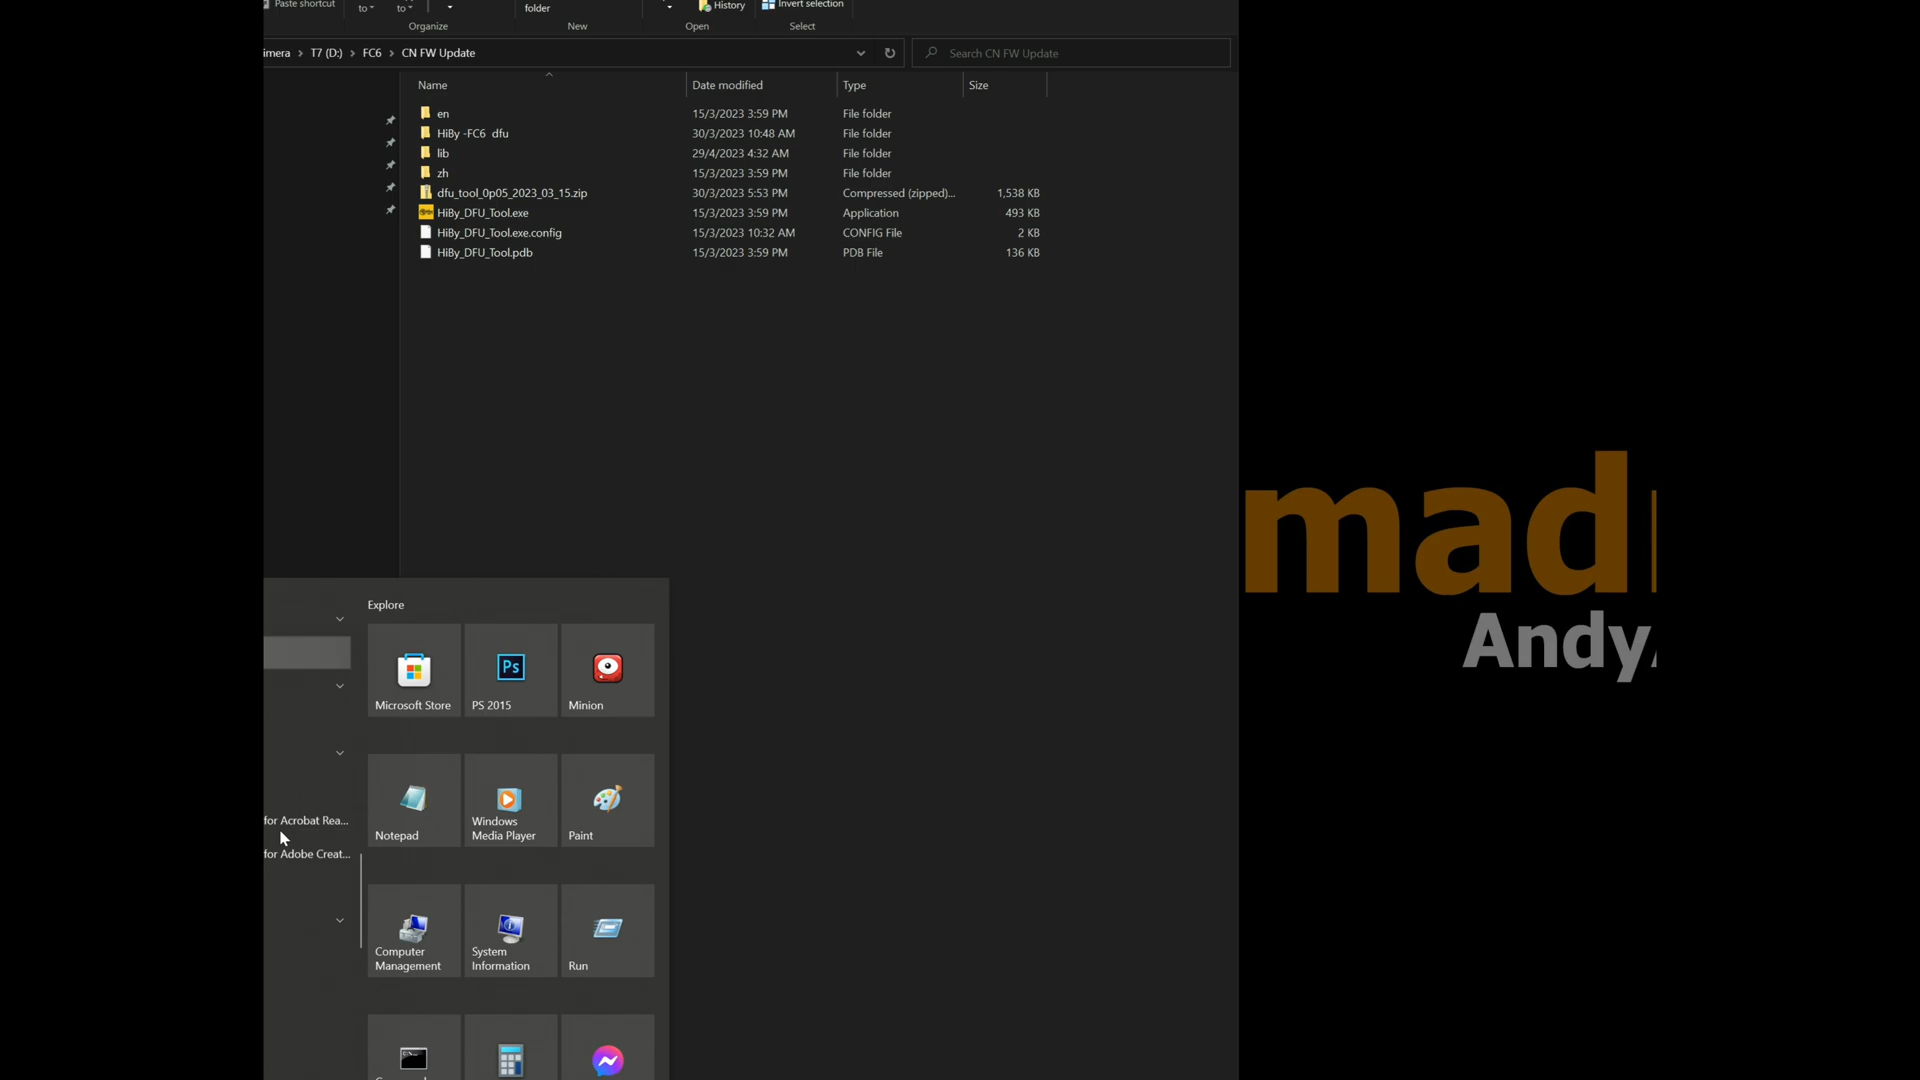 Paste shortcut
to
to
folder
History
Invert selection
Organize
New
Open
Select
imera > T7 (D:) > FC6 > CN FW Update
Search CN FW Update
Name Date modified Type Size
en 15/3/2023 3:59 PM File folder
HiBy -FC6 dfu 30/3/2023 10:48 AM File folder
lib 29/4/2023 4:32 AM File folder
zh 15/3/2023 3:59 PM File folder
dfu_tool_0p05_2023_03_15.zip 30/3/2023 5:53 PM Compressed (zipped)... 1,538 KB
HiBy_DFU_Tool.exe 15/3/2023 3:59 PM Application 493 KB
HiBy_DFU_Tool.exe.config 15/3/2023 10:32 AM CONFIG File 2 KB
HiBy_DFU_Tool.pdb 15/3/2023 3:59 PM PDB File 136 KB
mad
Andy
Explore
Ps
Microsoft Store
PS 2015
Minion
Notepad
Windows
Media Player
Paint
for Acrobat Rea...
for Adobe Creat...
Computer
Management
System
Information
Run